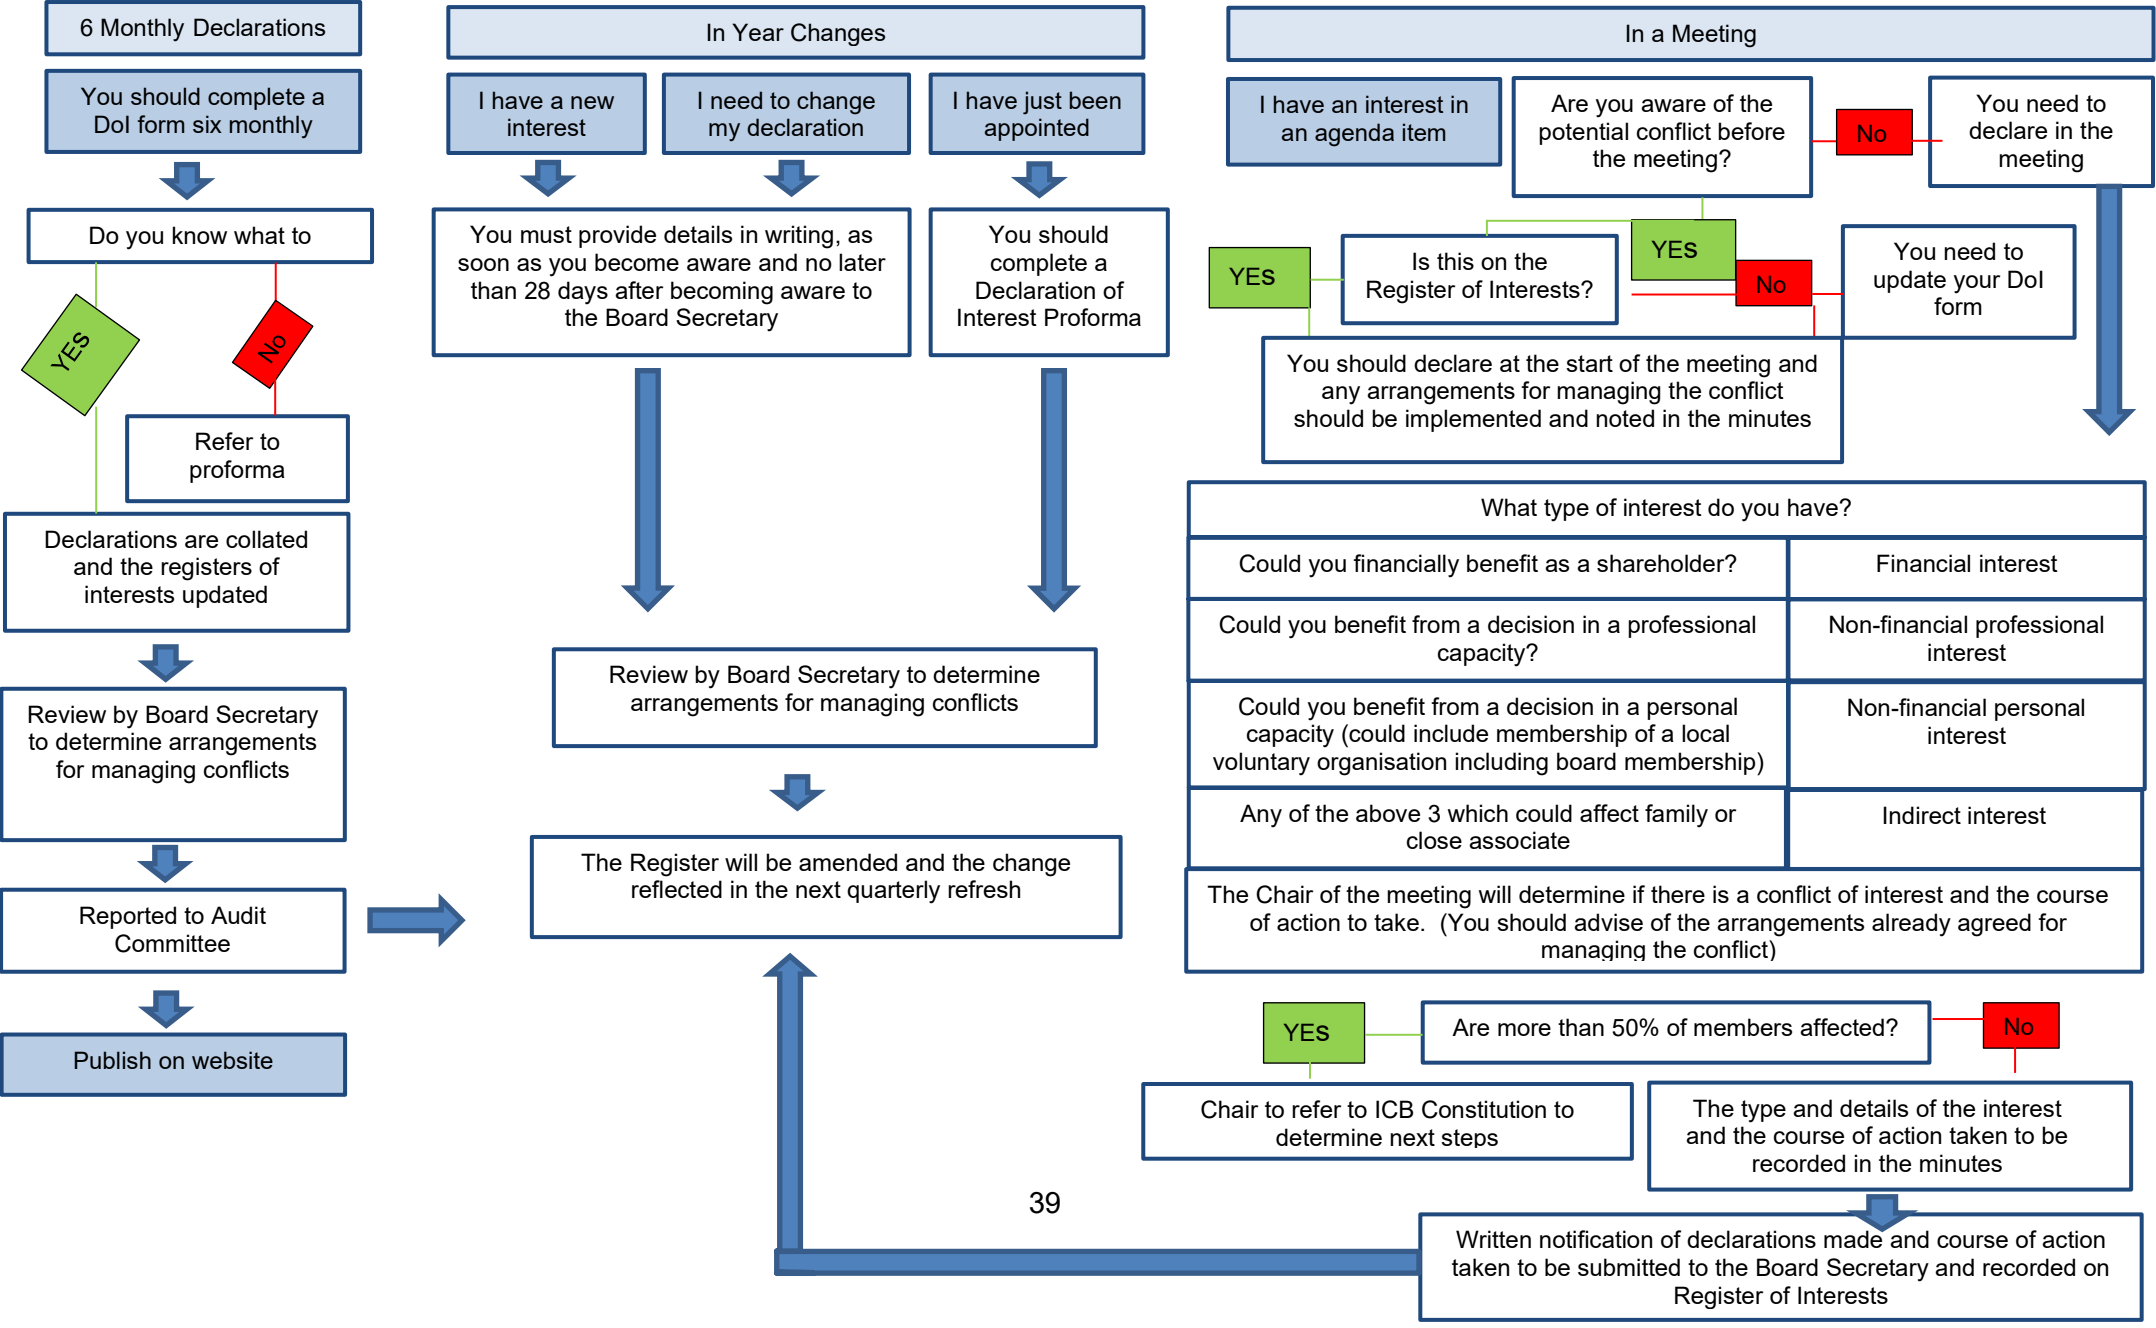 6 Monthly Declarations
You should complete a
DoI form six monthly
Do you know what to
YES
No
Refer to
proforma
Declarations are collated
and the registers of
interests updated
Review by Board Secretary
to determine arrangements
for managing conflicts
Reported to Audit
Committee
Publish on website
In Year Changes
I have a new
interest
I need to change
my declaration
I have just been
appointed
You must provide details in writing, as
soon as you become aware and no later
than 28 days after becoming aware to
the Board Secretary
You should
complete a
Declaration of
Interest Proforma
Review by Board Secretary to determine
arrangements for managing conflicts
The Register will be amended and the change
reflected in the next quarterly refresh
In a Meeting
I have an interest in
an agenda item
Are you aware of the
potential conflict before
the meeting?
No
You need to
declare in the
meeting
YES
Is this on the
Register of Interests?
YES
No
You need to
update your DoI
form
You should declare at the start of the meeting and
any arrangements for managing the conflict
should be implemented and noted in the minutes
What type of interest do you have?
Could you financially benefit as a shareholder?
Financial interest
Could you benefit from a decision in a professional
capacity?
Non-financial professional
interest
Could you benefit from a decision in a personal
capacity (could include membership of a local
voluntary organisation including board membership)
Non-financial personal
interest
Any of the above 3 which could affect family or
close associate
Indirect interest
The Chair of the meeting will determine if there is a conflict of interest and the course
of action to take.  (You should advise of the arrangements already agreed for
managing the conflict)
YES
Are more than 50% of members affected?
No
Chair to refer to ICB Constitution to
determine next steps
The type and details of the interest
and the course of action taken to be
recorded in the minutes
Written notification of declarations made and course of action
taken to be submitted to the Board Secretary and recorded on
Register of Interests
39